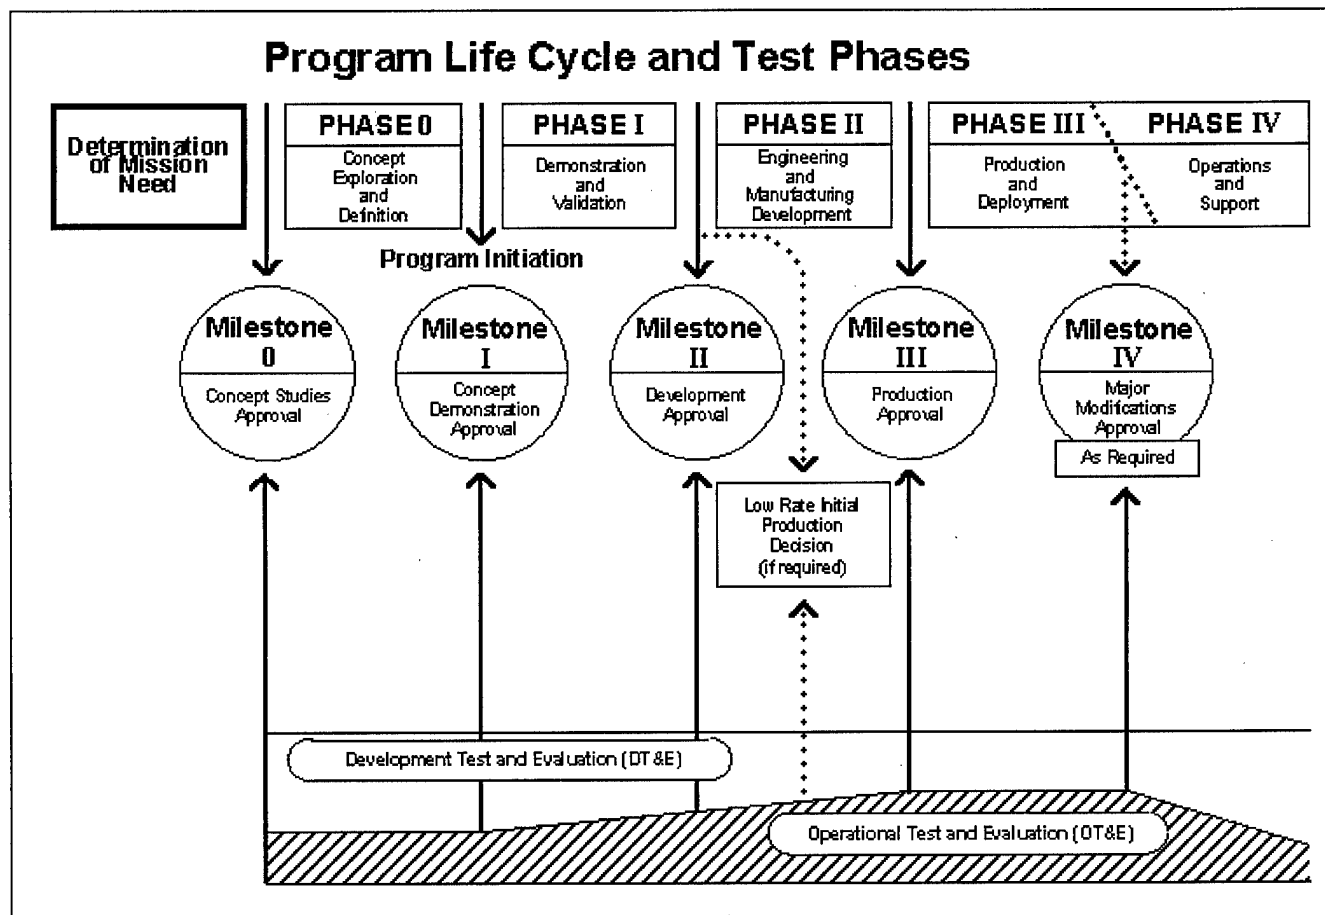 Program Life Cycle and Test Phases
Determination
of Mission
Need
PHASE 0
Concept
Exploration
and
Definition
PHASE I
Demonstration
and
Validation
PHASE II
Engineering
and
Manufacturing
Development
PHASE III
Production
and
Deployment
PHASE IV
Operations
and
Support
Program Initiation
Milestone
0
Concept Studies
Approval
Milestone
I
Concept
Demonstration
Approval
Milestone
II
Development
Approval
Milestone
III
Production
Approval
Milestone
IV
Major
Modifications
Approval
As Required
Low Rate Initial
Production
Decision
(if required)
Development Test and Evaluation (DT&E)
Operational Test and Evaluation (OT&E)